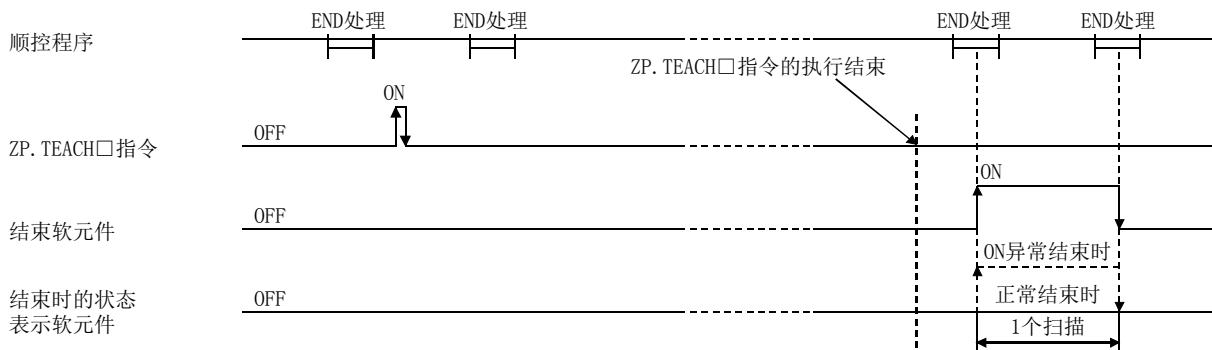 END处理
END处理
END处理
END处理
顺控程序
ZP.TEACH□指令的执行结束
ON
OFF
ZP.TEACH□指令
ON
OFF
结束软元件
ON异常结束时
OFF
正常结束时
结束时的状态
表示软元件
1个扫描